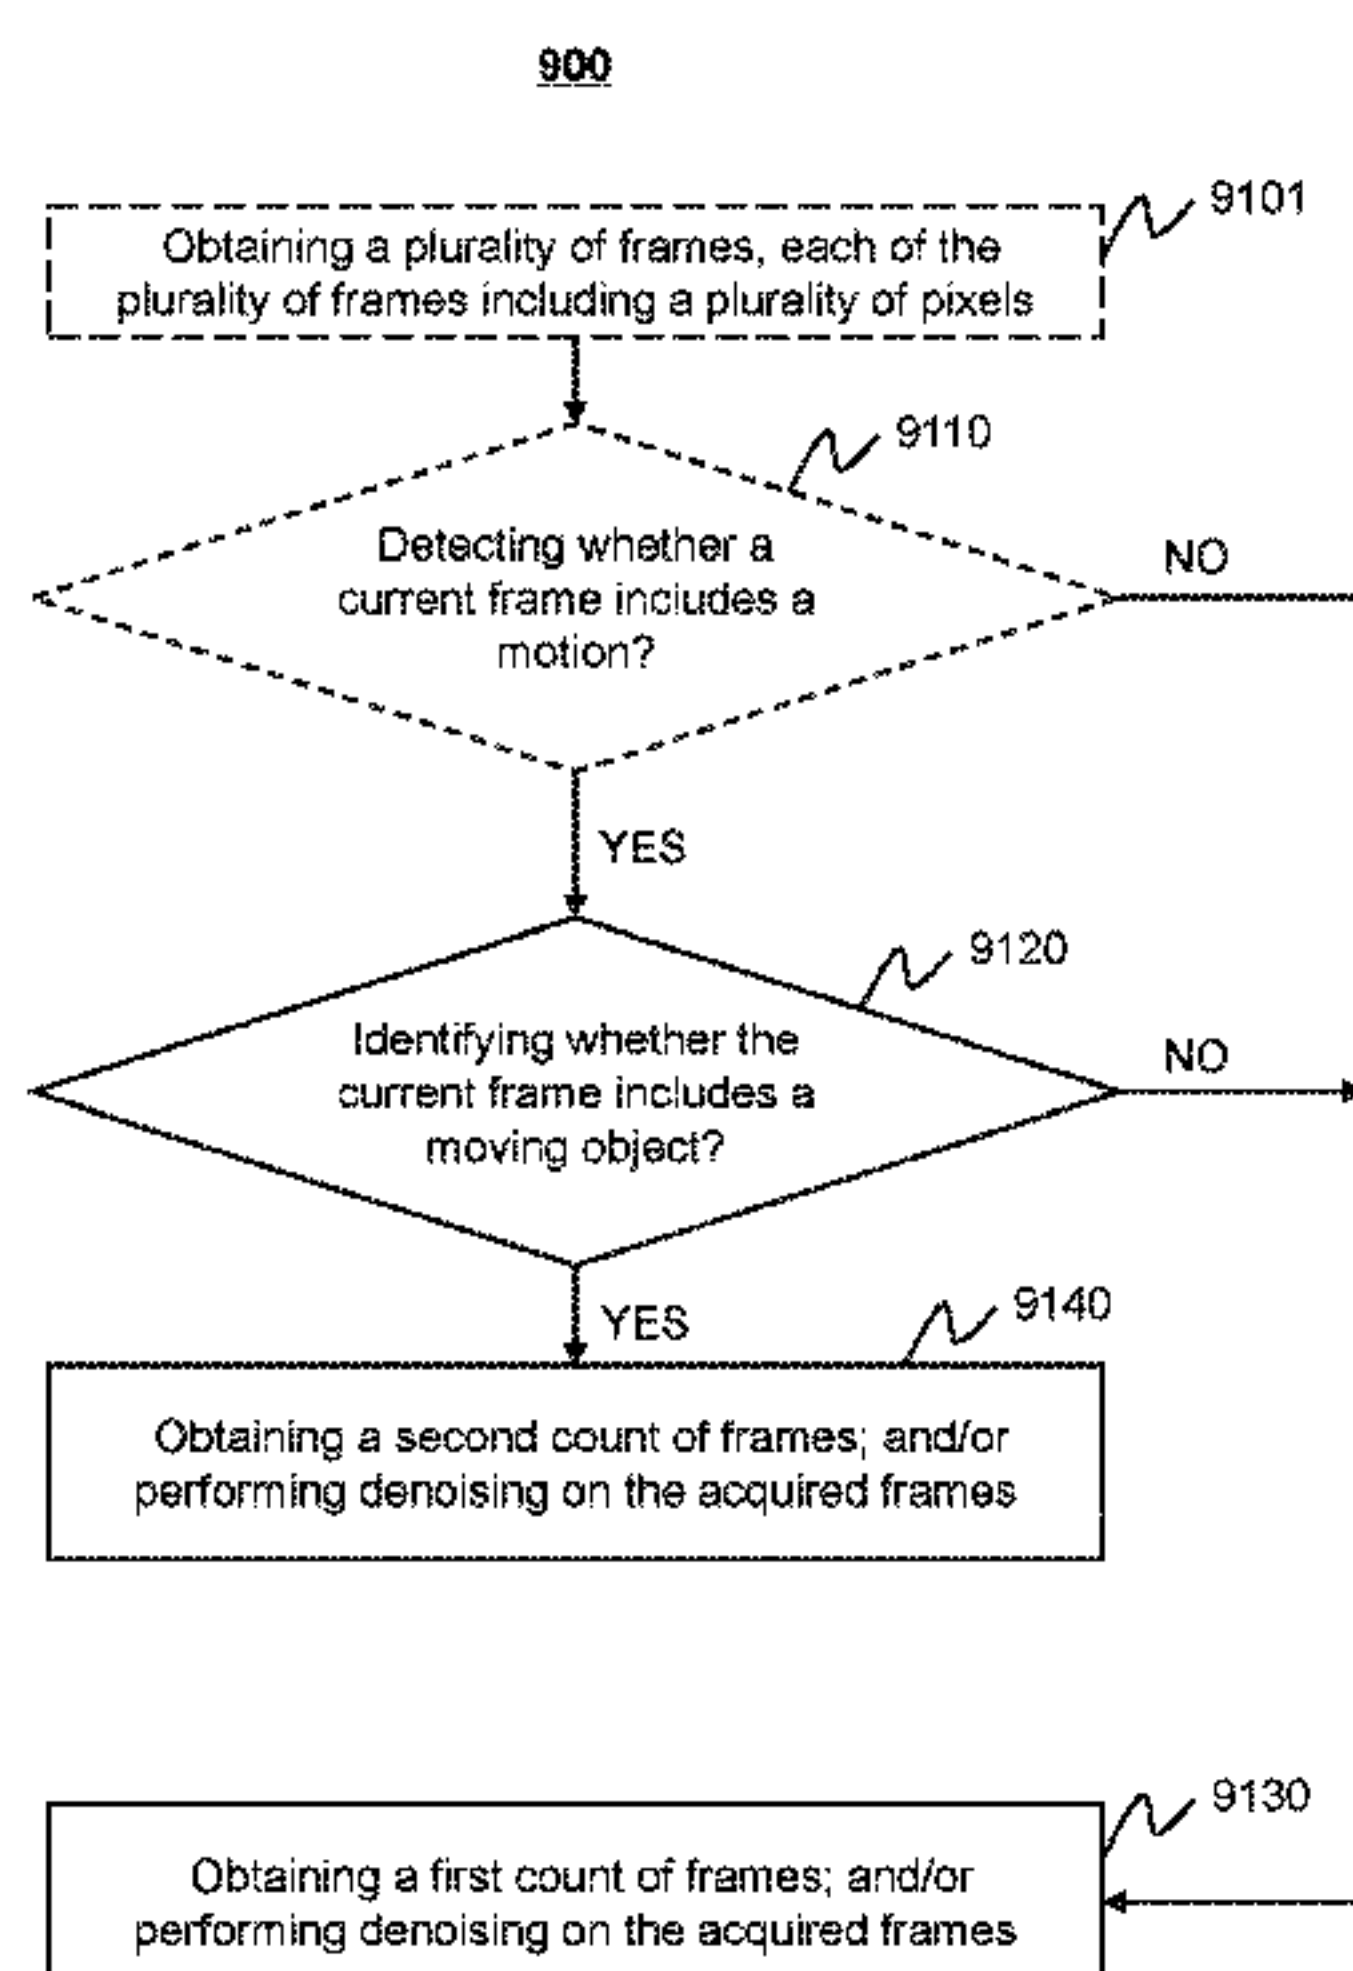 900
9101
Obtaining a plurality of frames, each of the
plurality of frames including a plurality of pixels
9110
Detecting whether a
current frame includes a
motion?
NO
YES
9120
Identifying whether the
current frame includes a
moving object?
NO
YES
9140
Obtaining a second count of frames; and/or
performing denoising on the acquired frames
9130
Obtaining a first count of frames; and/or
performing denoising on the acquired frames